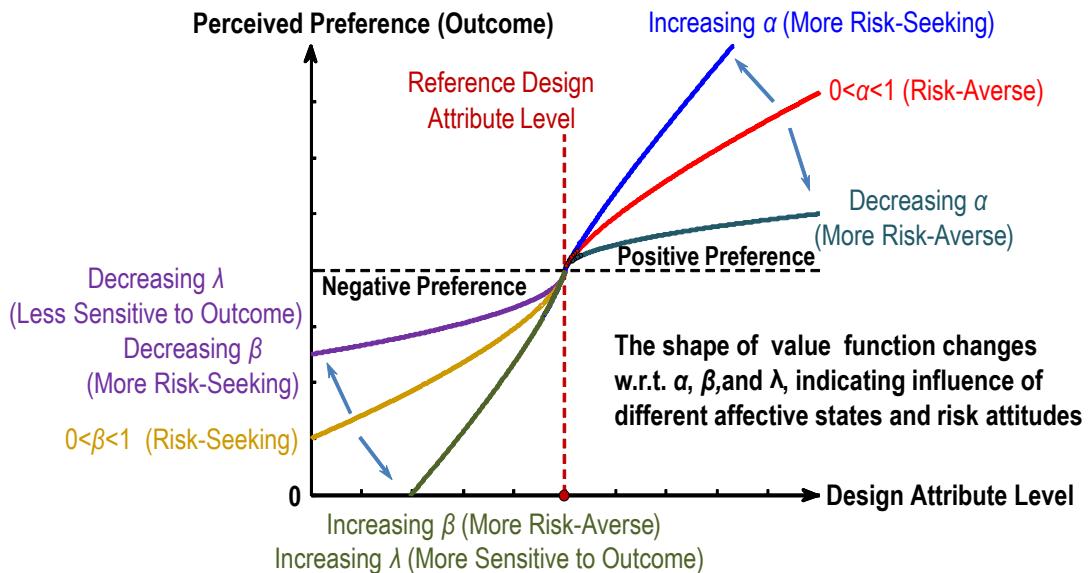 Perceived Preference (Outcome)
Increasing α (More Risk-Seeking)
Reference Design
Attribute Level
0<α<1 (Risk-Averse)
Decreasing α
(More Risk-Averse)
Positive Preference
Negative Preference
Decreasing λ
(Less Sensitive to Outcome)
Decreasing β
(More Risk-Seeking)
The shape of value function changes
w.r.t. α, β,and λ, indicating influence of
different affective states and risk attitudes
0<β<1 (Risk-Seeking)
0
Design Attribute Level
Increasing β (More Risk-Averse)
Increasing λ (More Sensitive to Outcome)